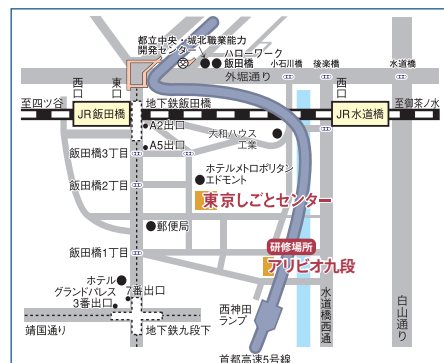 都立中央・城北職業能力
開発センター
ハローワーク
飯田橋
小石川橋
後楽橋
水道橋
外堀通り
西口
東口
西口
至四ツ谷
JR飯田橋
地下鉄飯田橋
JR水道橋
至御茶ノ水
A2出口
大和ハウス
工業
飯田橋3丁目
A5出口
ホテルメトロポリタン
エドモント
飯田橋2丁目
東京しごとセンター
郵便局
研修場所
飯田橋1丁目
アリビオ九段
ホテル
グランドパレス
7番出口
3番出口
西神田
ランプ
水道橋西通
白山通り
靖国通り
地下鉄九段下
首都高速5号線